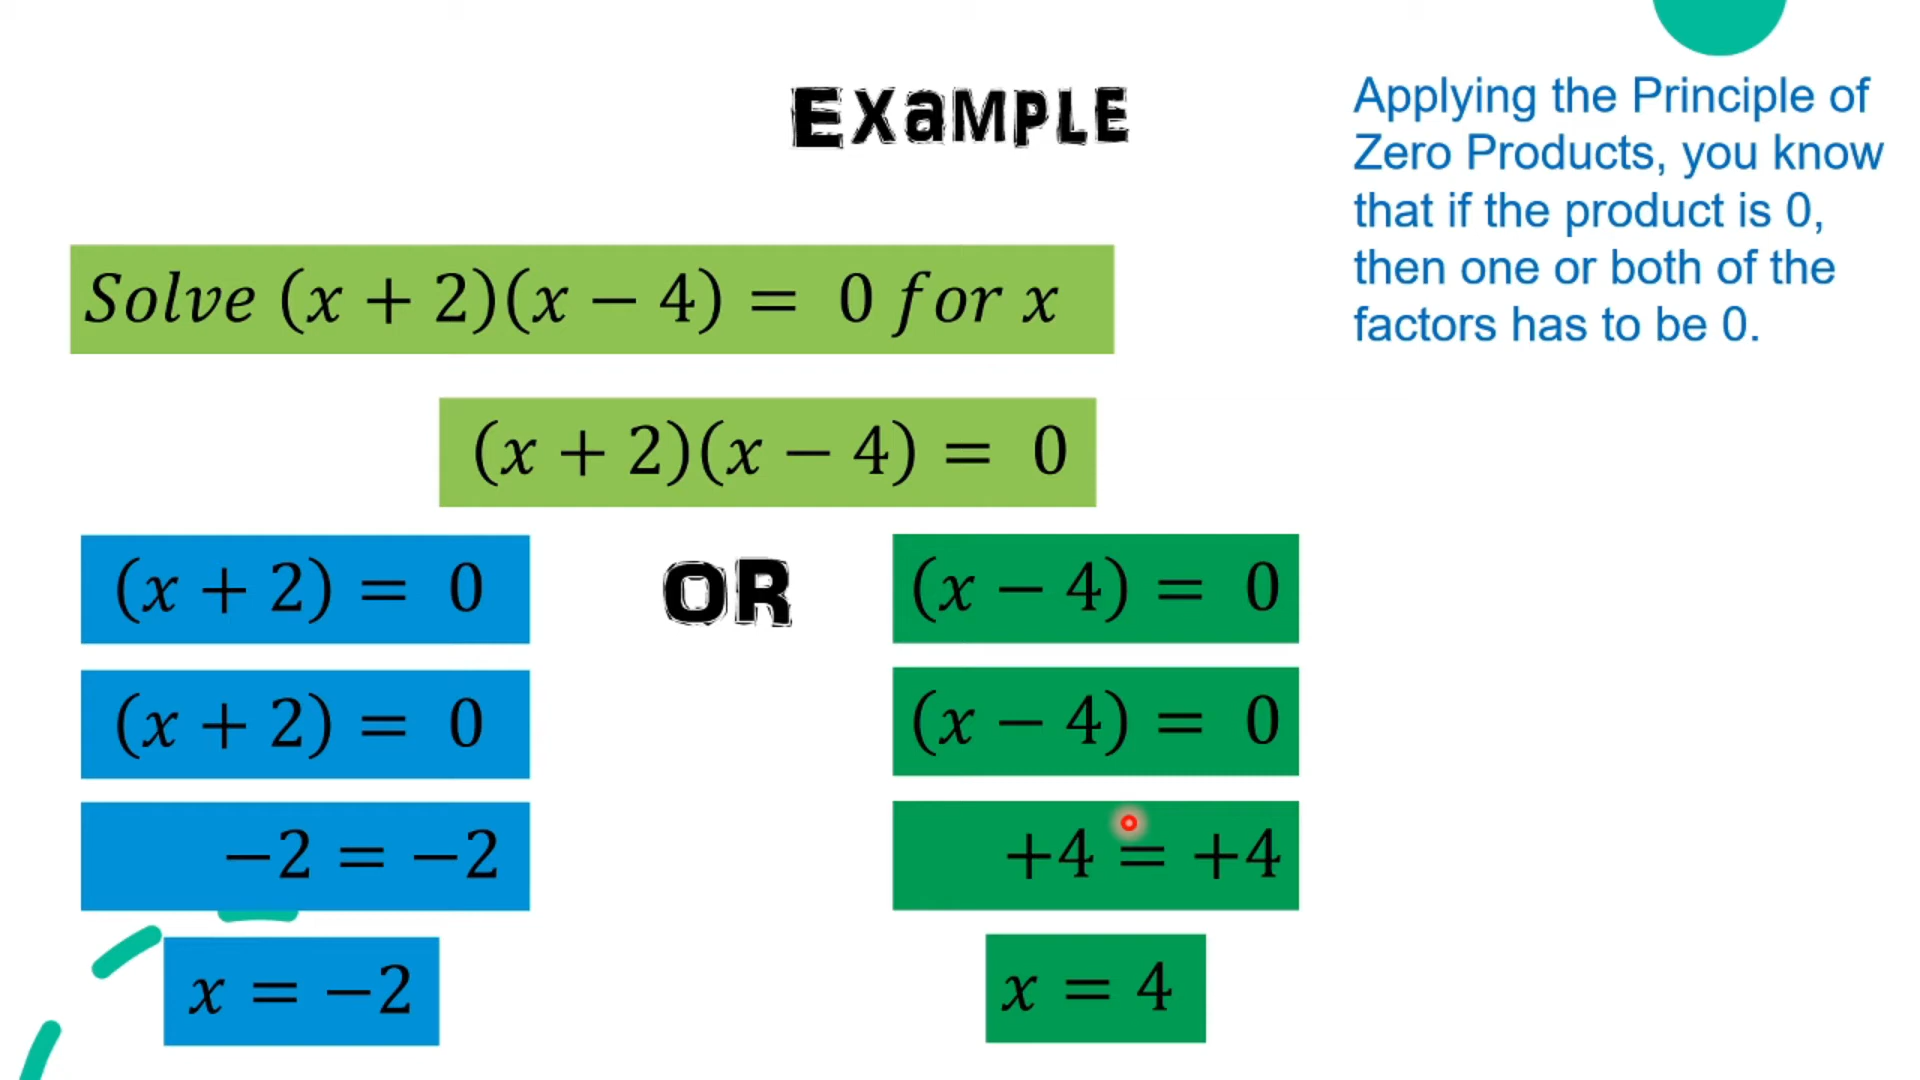 EXaMPLE
Applying the Principle of
Zero Products, you know
that if the product is 0,
then one or both of the
factors has to be 0.
Solve (x + 2)(x − 4) = 0 for x
(x + 2)(x − 4) = 0
(x + 2) = 0
OR
(x − 4) = 0
(x + 2) = 0
(x − 4) = 0
−2 = −2
+4 = +4
x = −2
x = 4